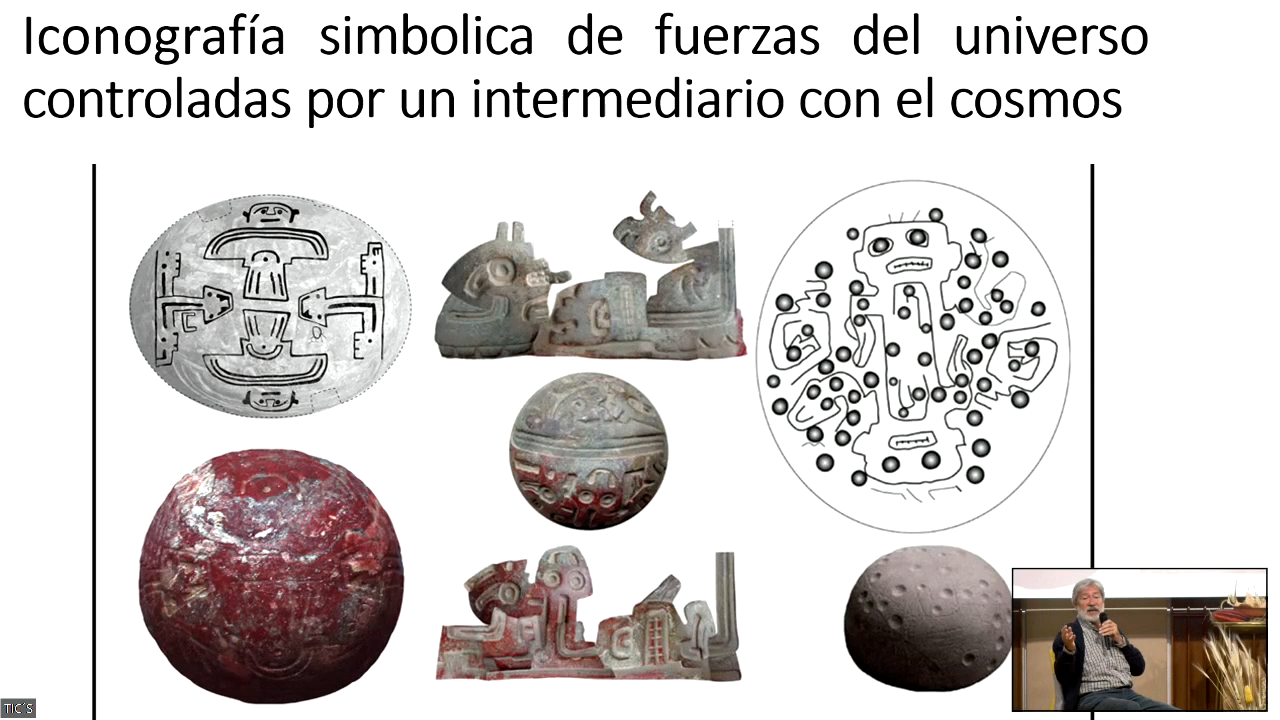 Iconografía simbolica de fuerzas del universo
controladas por un intermediario con el cosmos
TIC´S